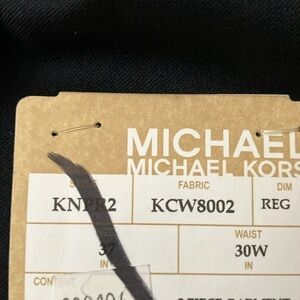 MICHAEL
MICHAEL KORS
FABRIC DIM
KNPR2 KCW8002 REG
WAIST
37 30W
IN IN